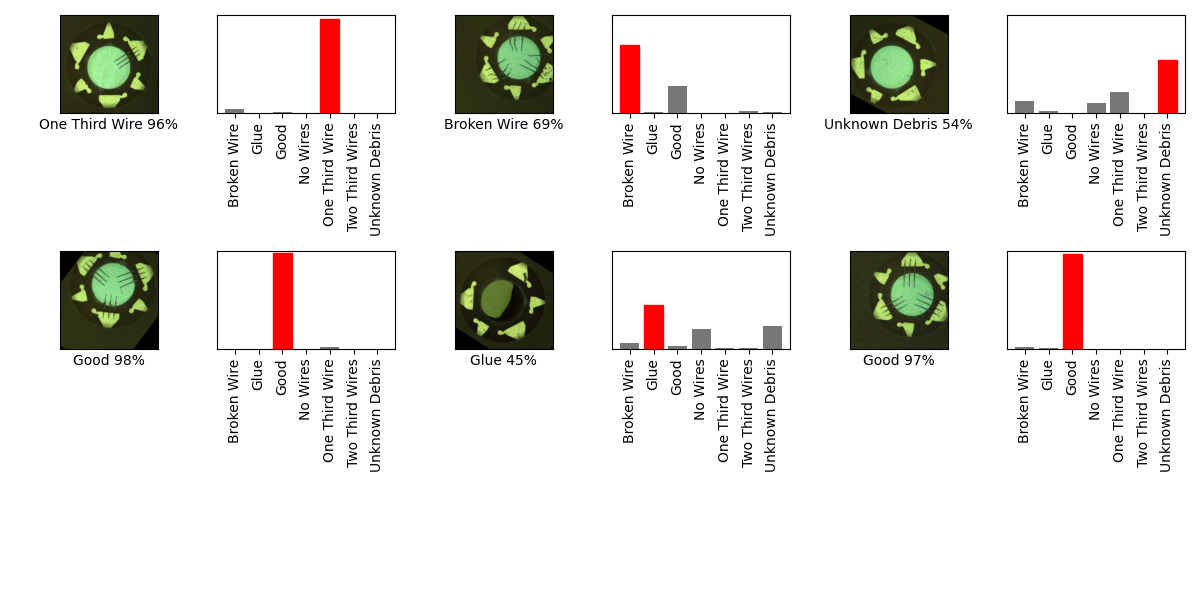 One Third Wire 96%
Broken Wire
Glue
Good
No Wires
One Third Wire
Two Third Wires
Unknown Debris
Broken Wire 69%
Broken Wire
Glue
Good
No Wires
One Third Wire
Two Third Wires
Unknown Debris
Unknown Debris 54%
Broken Wire
Glue
Good
No Wires
One Third Wire
Two Third Wires
Unknown Debris
Good 98%
Broken Wire
Glue
Good
No Wires
One Third Wire
Two Third Wires
Unknown Debris
Glue 45%
Broken Wire
Glue
Good
No Wires
One Third Wire
Two Third Wires
Unknown Debris
Good 97%
Broken Wire
Glue
Good
No Wires
One Third Wire
Two Third Wires
Unknown Debris